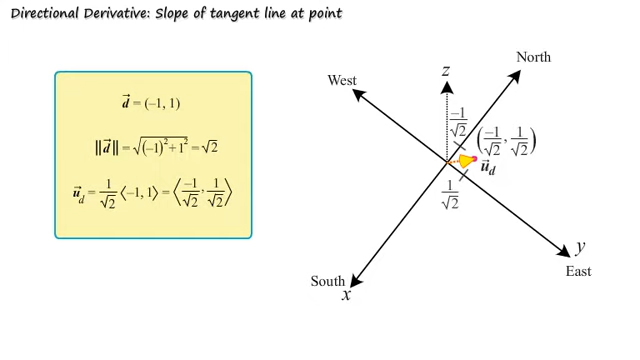 Directional Derivative: Slope of tangent line at point
d⃗ = (–1, 1)
||d⃗|| = √((–1)²+1²) = √2
u⃗_d = 1/√2 ⟨–1, 1⟩ = ⟨–1/√2, 1/√2⟩
North
z
West
–1/√2
(–1/√2, 1/√2)
u⃗_d
1/√2
y
East
South
x